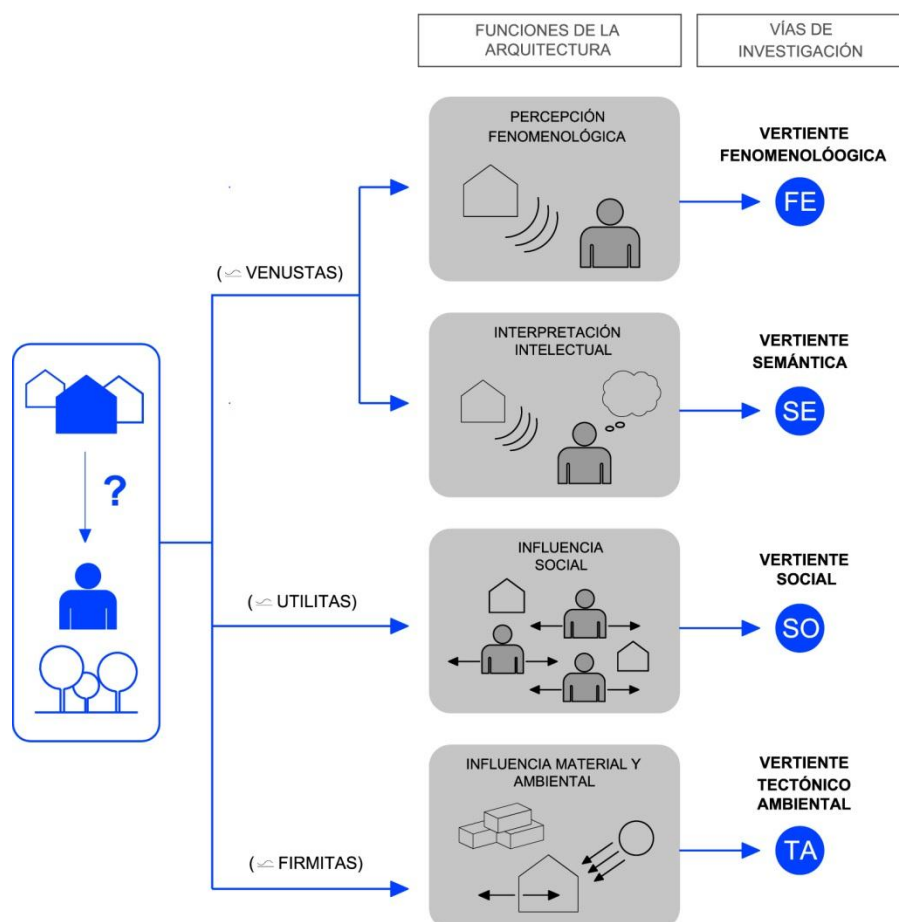 FUNCIONES DE LA
ARQUITECTURA
VÍAS DE
INVESTIGACIÓN
PERCEPCIÓN
FENOMENOLÓGICA
VERTIENTE
FENOMENOLÓOGICA
FE
(≃ VENUSTAS)
INTERPRETACIÓN
INTELECTUAL
VERTIENTE
SEMÁNTICA
SE
?
INFLUENCIA
SOCIAL
VERTIENTE
SOCIAL
SO
(≃ UTILITAS)
INFLUENCIA MATERIAL Y
AMBIENTAL
VERTIENTE
TECTÓNICO
AMBIENTAL
TA
(≃ FIRMITAS)